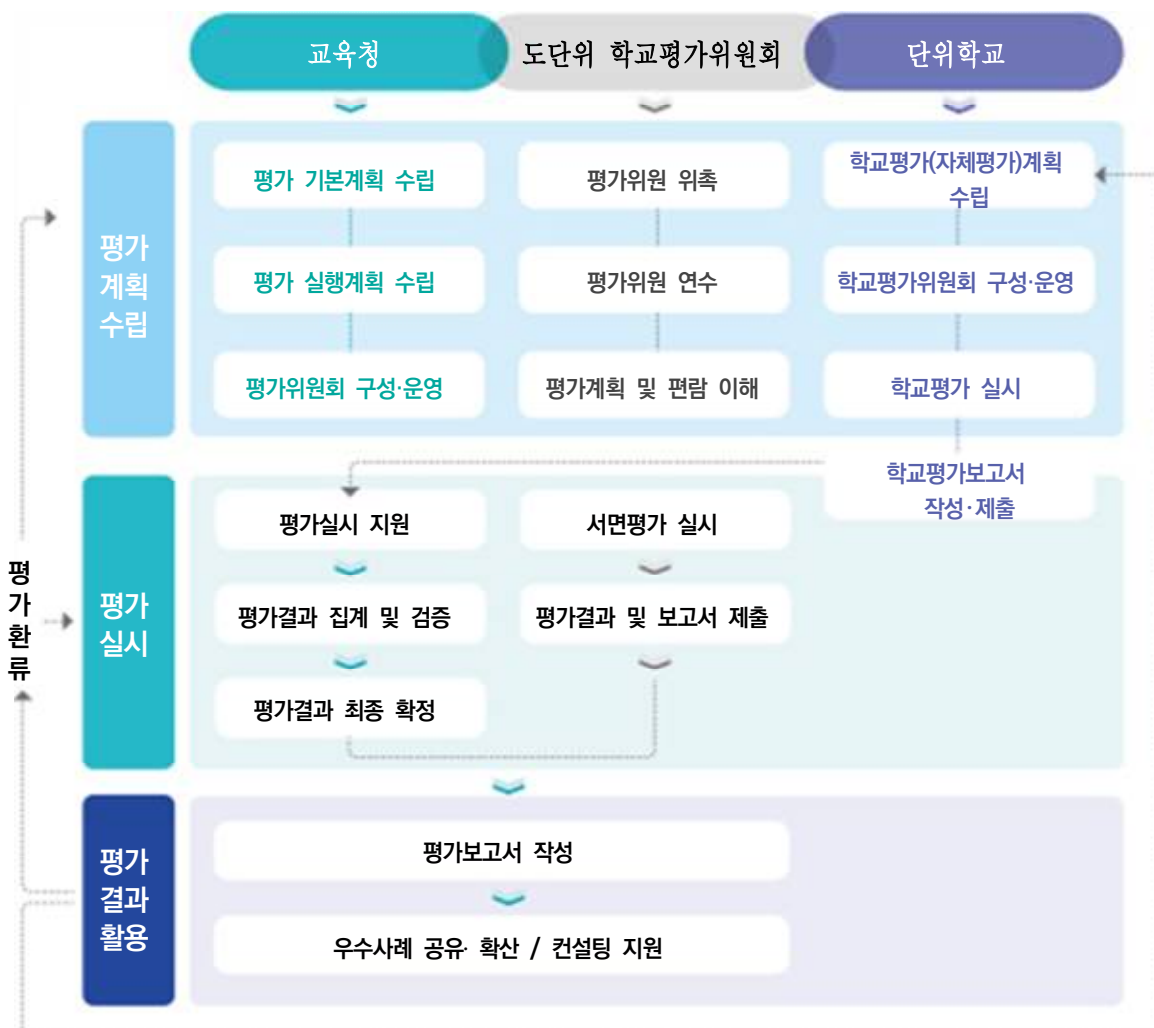 교육청
도단위 학교평가위원회
단위학교
평가
계획
수립
평가 기본계획 수립
평가위원 위촉
학교평가(자체평가)계획
수립
평가 실행계획 수립
평가위원 연수
학교평가위원회 구성·운영
평가위원회 구성·운영
평가계획 및 편람 이해
학교평가 실시
학교평가보고서
작성·제출
평가환류
평가
실시
평가실시 지원
서면평가 실시
평가결과 집계 및 검증
평가결과 및 보고서 제출
평가결과 최종 확정
평가
결과
활용
평가보고서 작성
우수사례 공유· 확산 / 컨설팅 지원